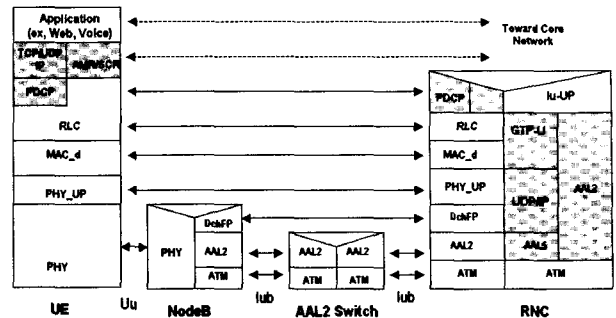 Application
(ex, Web, Voice)
TCP/UDP
IP
AMR/SCR
PDCP
RLC
MAC_d
PHY_UP
PHY
UE
Uu
PHY
DchFP
AAL2
ATM
NodeB
Iub
AAL2
AAL2
ATM
ATM
AAL2 Switch
Iub
Toward Core
Network
PDCP
Iu-UP
RLC
GTP-U
MAC_d
PHY_UP
UDP/IP
AAL2
DchFP
AAL2
AAL5
ATM
ATM
RNC